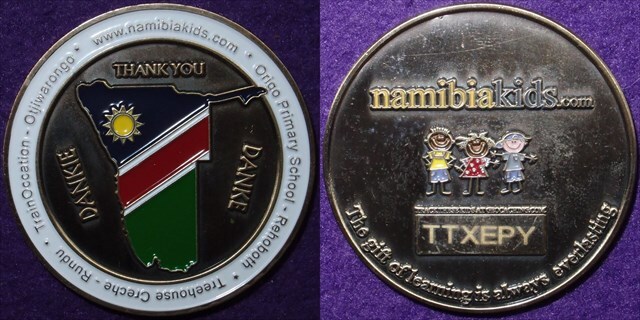 www.namibiakids.com • Origo Primary School - Rehoboth • Treehouse Creche - Rundu • TrainOccation - Otjiwarongo •
THANK YOU
DANKIE
DANKE
namibiakids.com
TTXEPY
The gift of learning is always everlasting